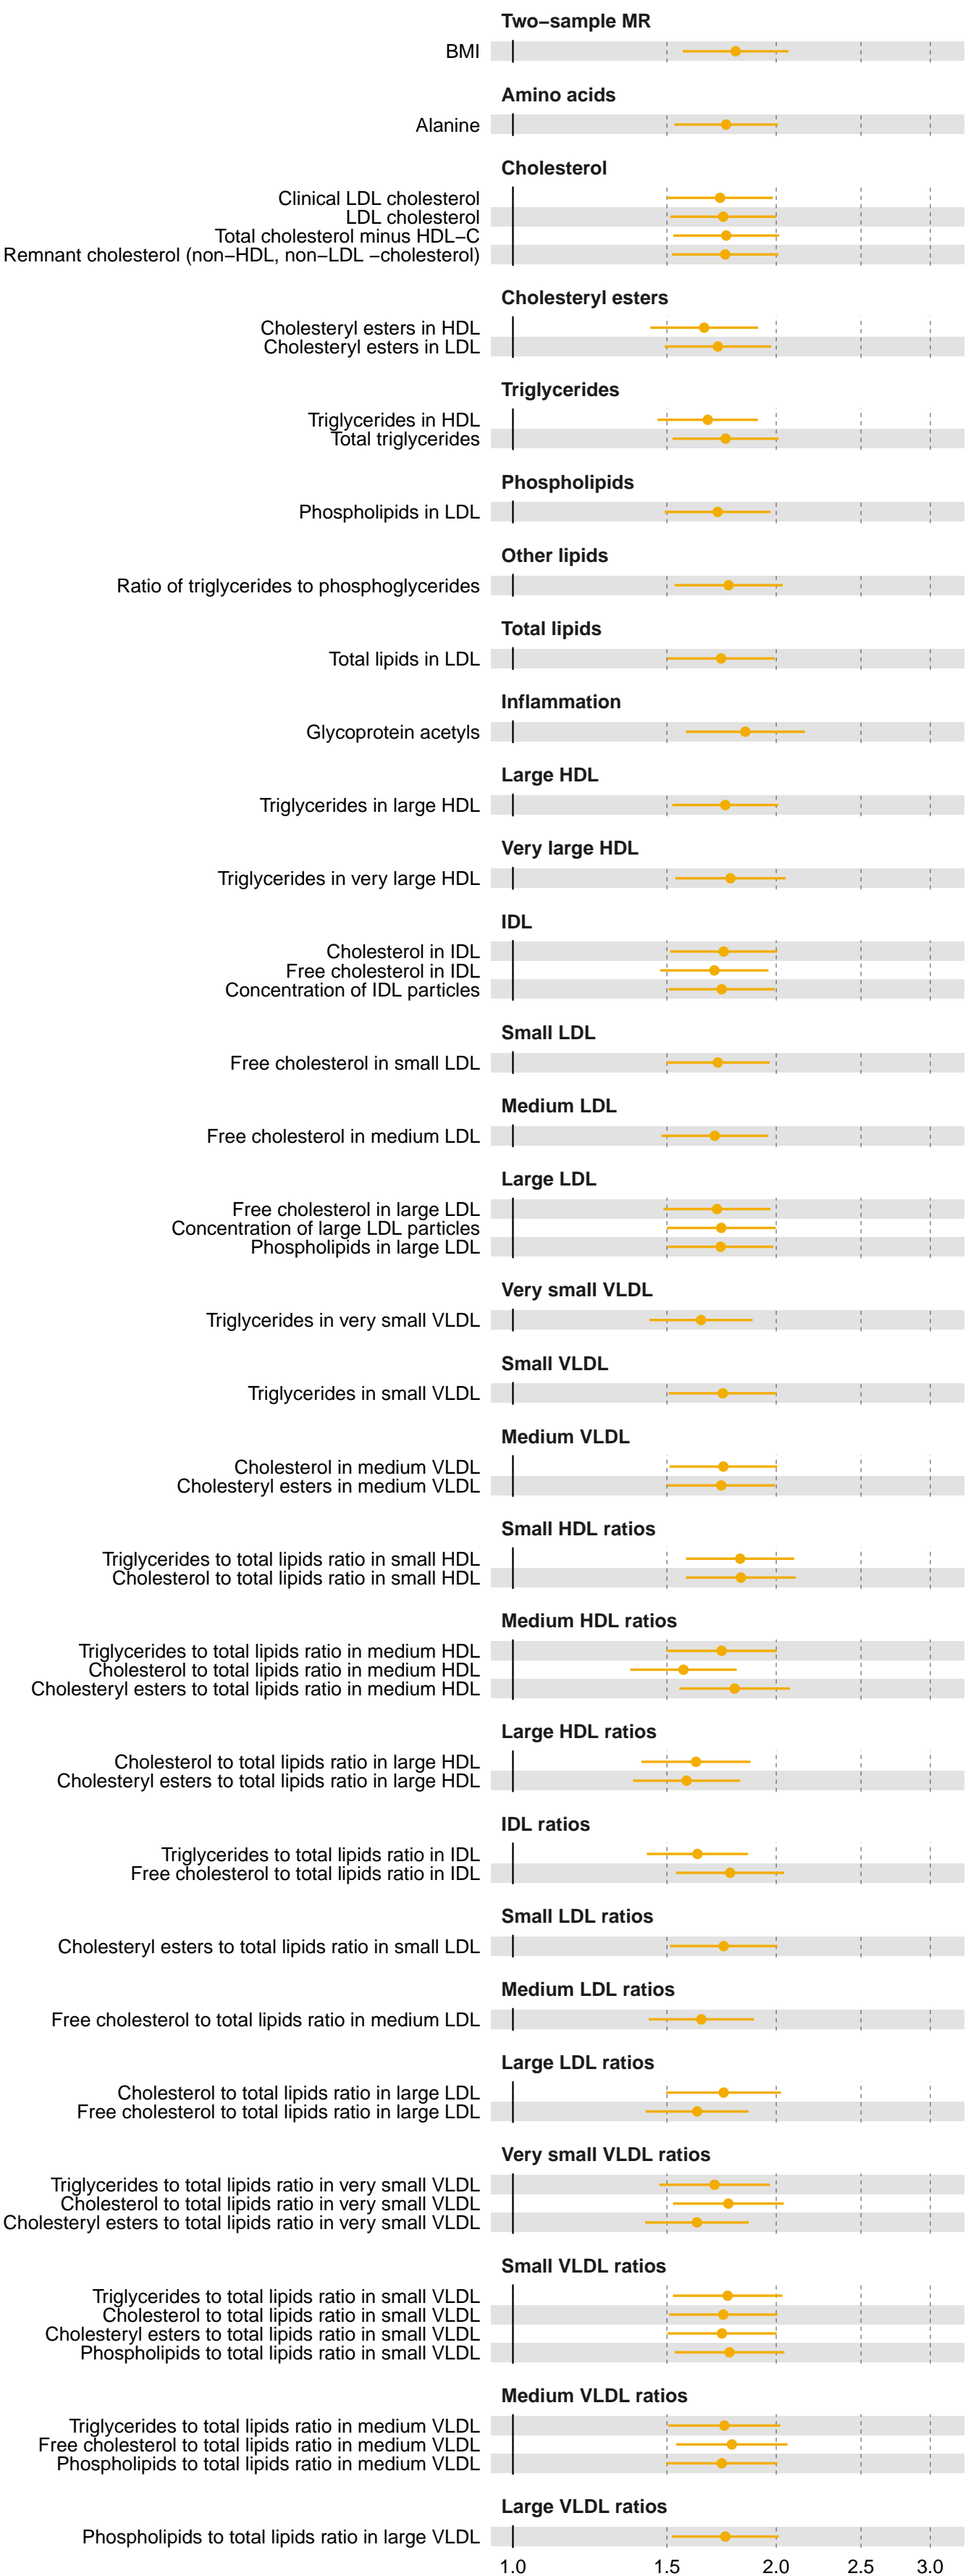 Two−sample MR
BMI
Amino acids
Alanine
Cholesterol
Clinical LDL cholesterol
LDL cholesterol
Total cholesterol minus HDL−C
Remnant cholesterol (non−HDL, non−LDL −cholesterol)
Cholesteryl esters
Cholesteryl esters in HDL
Cholesteryl esters in LDL
Triglycerides
Triglycerides in HDL
Total triglycerides
Phospholipids
Phospholipids in LDL
Other lipids
Ratio of triglycerides to phosphoglycerides
Total lipids
Total lipids in LDL
Inflammation
Glycoprotein acetyls
Large HDL
Triglycerides in large HDL
Very large HDL
Triglycerides in very large HDL
IDL
Cholesterol in IDL
Free cholesterol in IDL
Concentration of IDL particles
Small LDL
Free cholesterol in small LDL
Medium LDL
Free cholesterol in medium LDL
Large LDL
Free cholesterol in large LDL
Concentration of large LDL particles
Phospholipids in large LDL
Very small VLDL
Triglycerides in very small VLDL
Small VLDL
Triglycerides in small VLDL
Medium VLDL
Cholesterol in medium VLDL
Cholesteryl esters in medium VLDL
Small HDL ratios
Triglycerides to total lipids ratio in small HDL
Cholesterol to total lipids ratio in small HDL
Medium HDL ratios
Triglycerides to total lipids ratio in medium HDL
Cholesterol to total lipids ratio in medium HDL
Cholesteryl esters to total lipids ratio in medium HDL
Large HDL ratios
Cholesterol to total lipids ratio in large HDL
Cholesteryl esters to total lipids ratio in large HDL
IDL ratios
Triglycerides to total lipids ratio in IDL
Free cholesterol to total lipids ratio in IDL
Small LDL ratios
Cholesteryl esters to total lipids ratio in small LDL
Medium LDL ratios
Free cholesterol to total lipids ratio in medium LDL
Large LDL ratios
Cholesterol to total lipids ratio in large LDL
Free cholesterol to total lipids ratio in large LDL
Very small VLDL ratios
Triglycerides to total lipids ratio in very small VLDL
Cholesterol to total lipids ratio in very small VLDL
Cholesteryl esters to total lipids ratio in very small VLDL
Small VLDL ratios
Triglycerides to total lipids ratio in small VLDL
Cholesterol to total lipids ratio in small VLDL
Cholesteryl esters to total lipids ratio in small VLDL
Phospholipids to total lipids ratio in small VLDL
Medium VLDL ratios
Triglycerides to total lipids ratio in medium VLDL
Free cholesterol to total lipids ratio in medium VLDL
Phospholipids to total lipids ratio in medium VLDL
Large VLDL ratios
Phospholipids to total lipids ratio in large VLDL
1.0 1.5 2.0 2.5 3.0